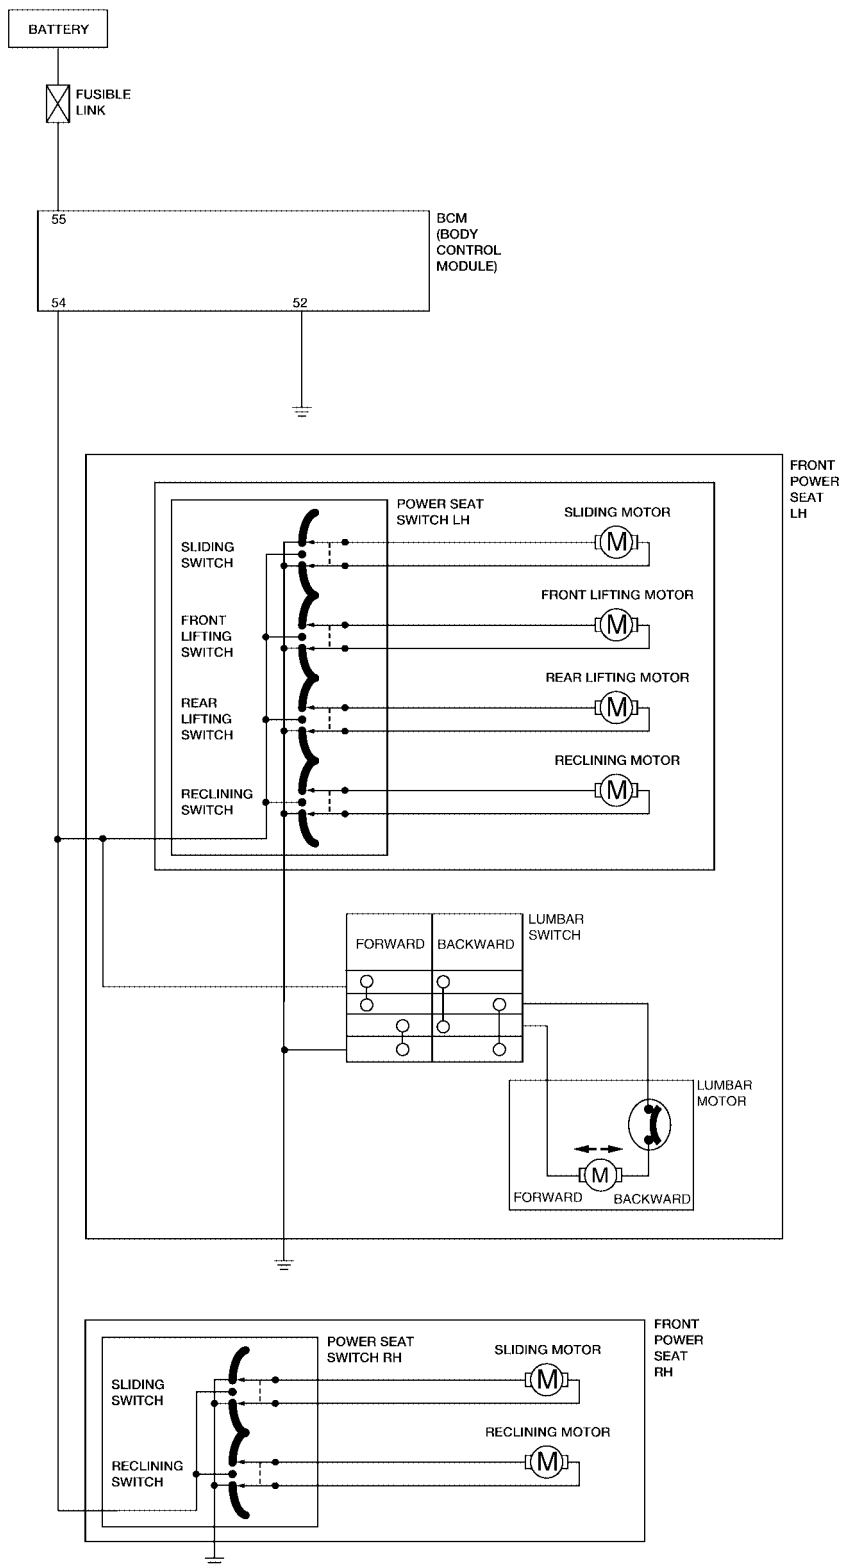 BATTERY
FUSIBLE
LINK
55
BCM
(BODY
CONTROL
MODULE)
54
52
FRONT
POWER
SEAT
LH
POWER SEAT
SWITCH LH
SLIDING MOTOR
M
SLIDING
SWITCH
FRONT LIFTING MOTOR
M
FRONT
LIFTING
SWITCH
REAR LIFTING MOTOR
M
REAR
LIFTING
SWITCH
RECLINING MOTOR
M
RECLINING
SWITCH
LUMBAR
SWITCH
FORWARD
BACKWARD
LUMBAR
MOTOR
M
FORWARD
BACKWARD
FRONT
POWER
SEAT
RH
POWER SEAT
SWITCH RH
SLIDING MOTOR
M
SLIDING
SWITCH
RECLINING MOTOR
M
RECLINING
SWITCH